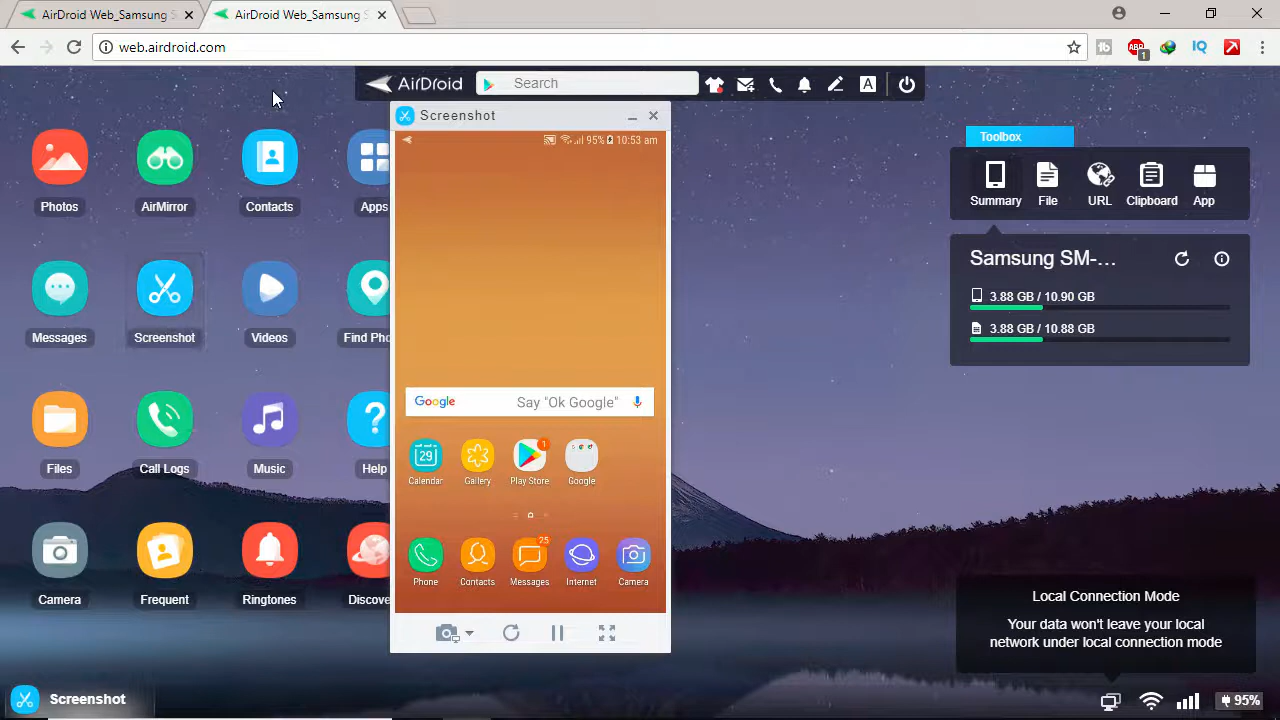 AirDroid Web_Samsung S
AirDroid Web_Samsung S
web.airdroid.com
1
IQ
AirDroid
Search
A
Screenshot
95% 10:53 am
Photos
AirMirror
Contacts
Apps
Messages
Screenshot
Videos
Find Pho
Files
Call Logs
Music
?
Help
Camera
Frequent
Ringtones
Discove
Google
Say "Ok Google"
29
1
Calendar
Gallery
Play Store
Google
25
Phone
Contacts
Messages
Internet
Camera
Toolbox
Summary
File
URL
Clipboard
App
Samsung SM-...
3.88 GB / 10.90 GB
3.88 GB / 10.88 GB
Local Connection Mode
Your data won't leave your local
network under local connection mode
Screenshot
95%